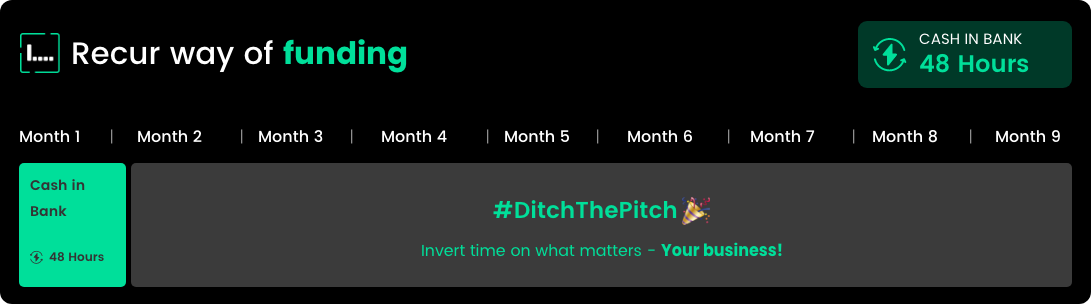 Recur way of funding
CASH IN BANK
48 Hours
Month 1 | Month 2 | Month 3 | Month 4 | Month 5 | Month 6 | Month 7 | Month 8 | Month 9
Cash in
Bank
48 Hours
#DitchThePitch🎉
Invert time on what matters - Your business!